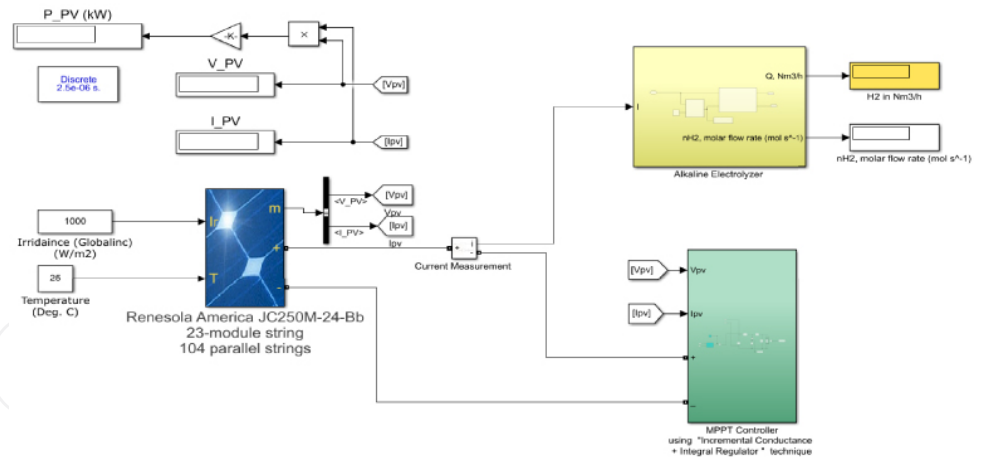 P_PV (kW)
-K-
×
Discrete
2.5e-06 s.
V_PV
[Vpv]
I_PV
[Ipv]
I
Q, Nm3/h
nH2, molar flow rate (mol s^-1)
Alkaline Electrolyzer
H2 in Nm3/h
nH2, molar flow rate (mol s^-1)
1000
Irridaince (GlobalInc)
(W/m2)
26
Temperature
(Deg. C)
Ir
T
m
+
-
<V_PV>
[Vpv]
Vpv
<I_PV>
[Ipv]
Ipv
Renesola America JC250M-24-Bb
23-module string
104 parallel strings
+
i
-
Current Measurement
[Vpv]
Vpv
[Ipv]
Ipv
+
-
MPPT Controller
using "Incremental Conductance
+ Integral Regulator " technique